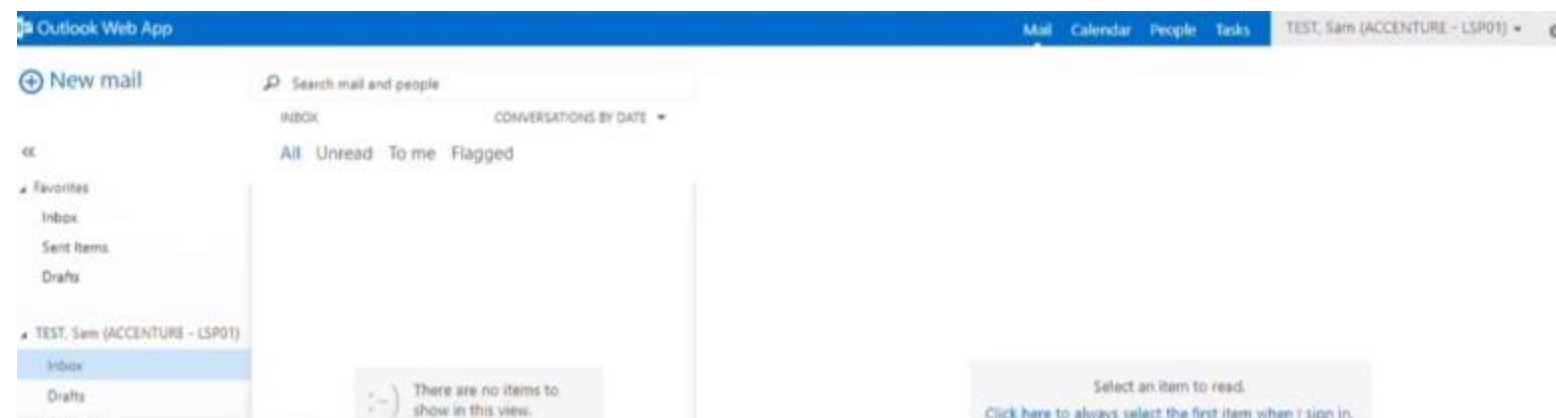 Outlook Web App
Mail Calendar People Tasks TEST, Sam (ACCENTURE - LSP01)
New mail
Search mail and people
INBOX CONVERSATIONS BY DATE
All Unread To me Flagged
Favorites
Inbox
Sent Items
Drafts
TEST, Sam (ACCENTURE - LSP01)
Inbox
Drafts
There are no items to
show in this view.
Select an item to read.
Click here to always select the first item when I sign in.